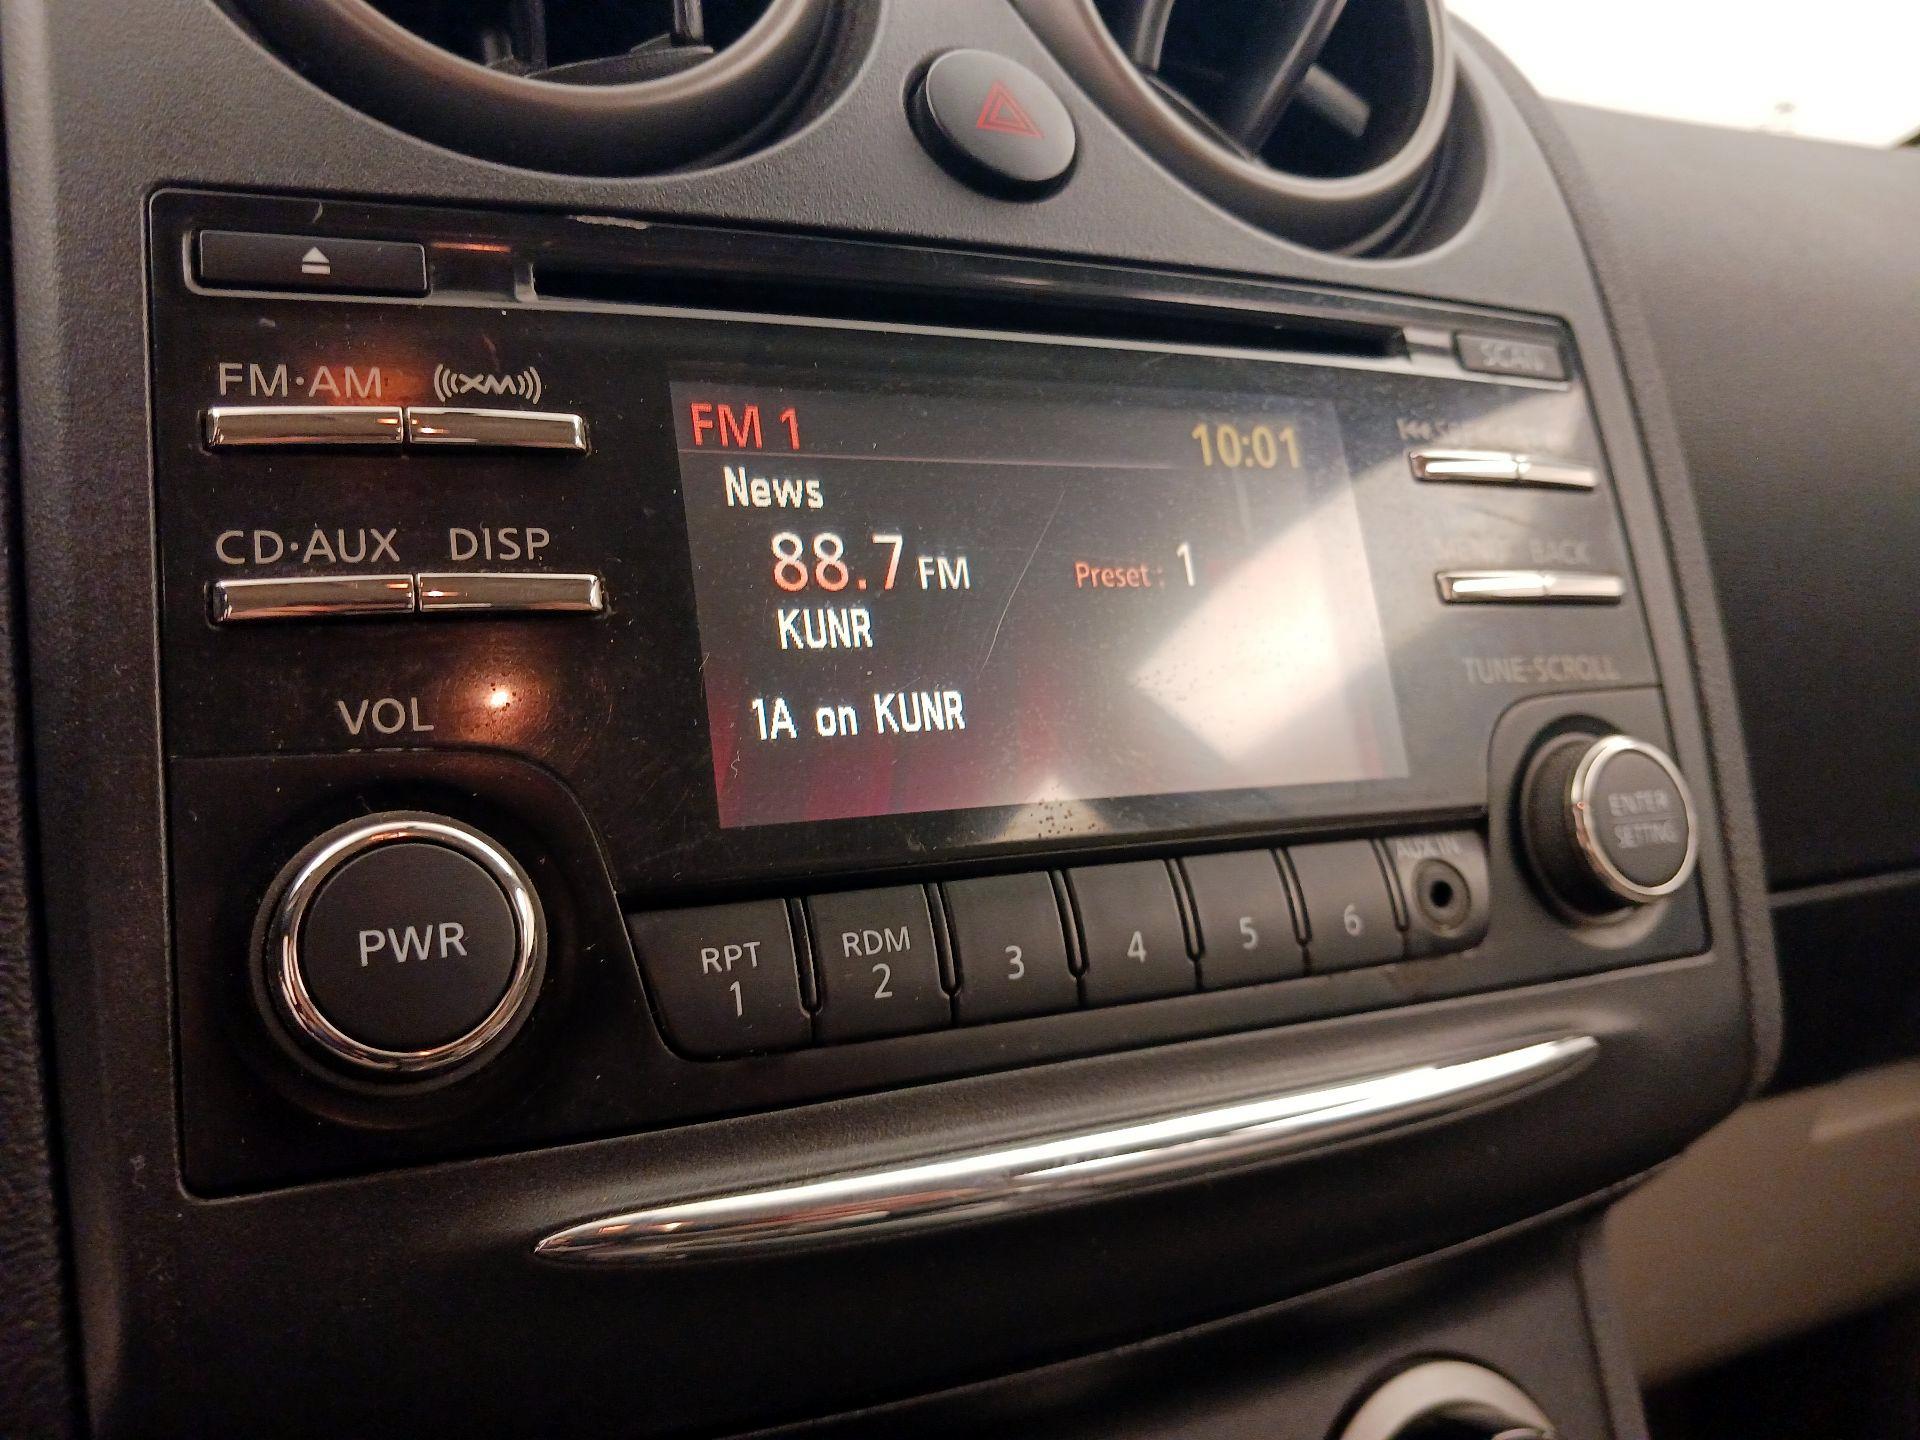 SCAN
FM·AM
XM
FM 1
10:01
News
CD·AUX
DISP
88.7 FM
Preset : 1
BACK
KUNR
1A on KUNR
TUNE·SCROLL
VOL
ENTER
SETTING
PWR
RPT
1
RDM
2
3
4
5
6
AUX IN